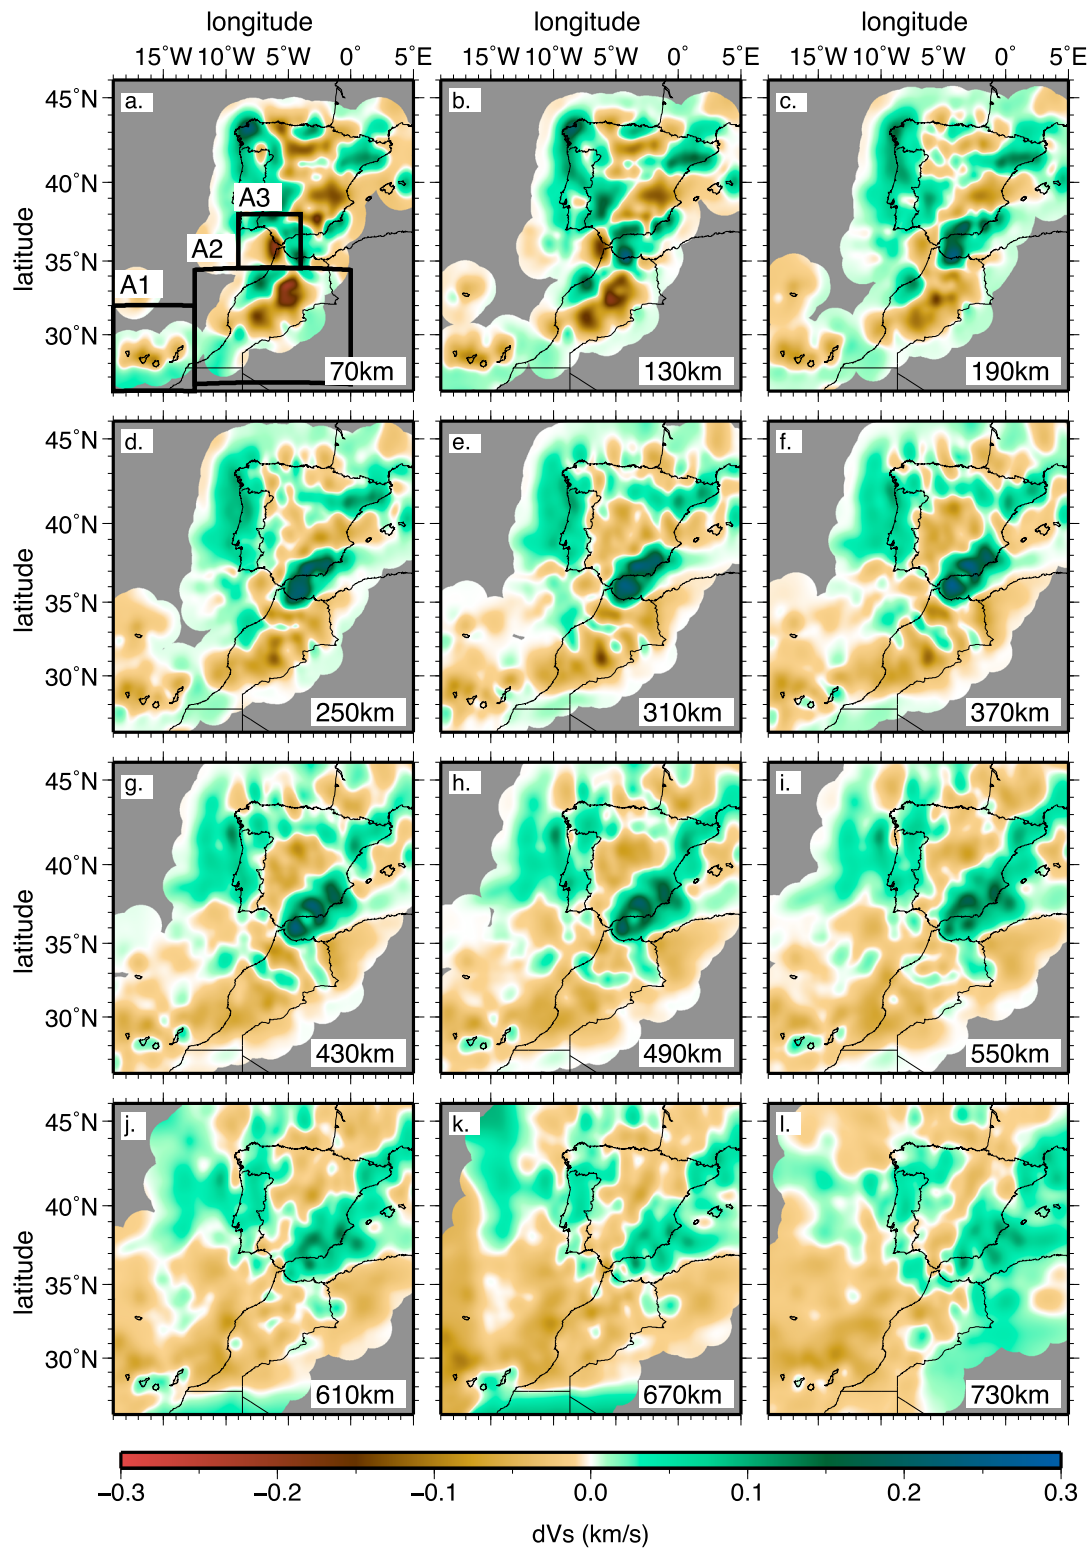 longitude longitude longitude
15°W 10°W 5°W 0° 5°E 15°W 10°W 5°W 0° 5°E 15°W 10°W 5°W 0° 5°E
45°N a. b. c.
40°N
A3
A2
35°N
A1
30°N
latitude
70km 130km 190km
45°N d. e. f.
40°N
35°N
30°N
latitude
250km 310km 370km
45°N g. h. i.
40°N
35°N
30°N
latitude
430km 490km 550km
45°N j. k. l.
40°N
35°N
30°N
latitude
610km 670km 730km
−0.3 −0.2 −0.1 0.0 0.1 0.2 0.3
dVs (km/s)